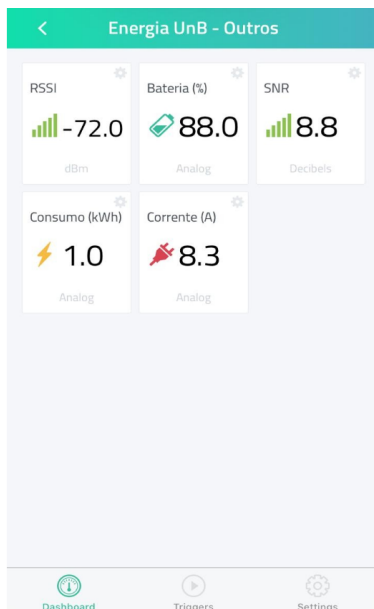 Energia UnB - Outros
RSSI
-72.0
dBm
Bateria (%)
88.0
Analog
SNR
8.8
Decibels
Consumo (kWh)
1.0
Analog
Corrente (A)
8.3
Analog
Dashboard
Triggers
Settings